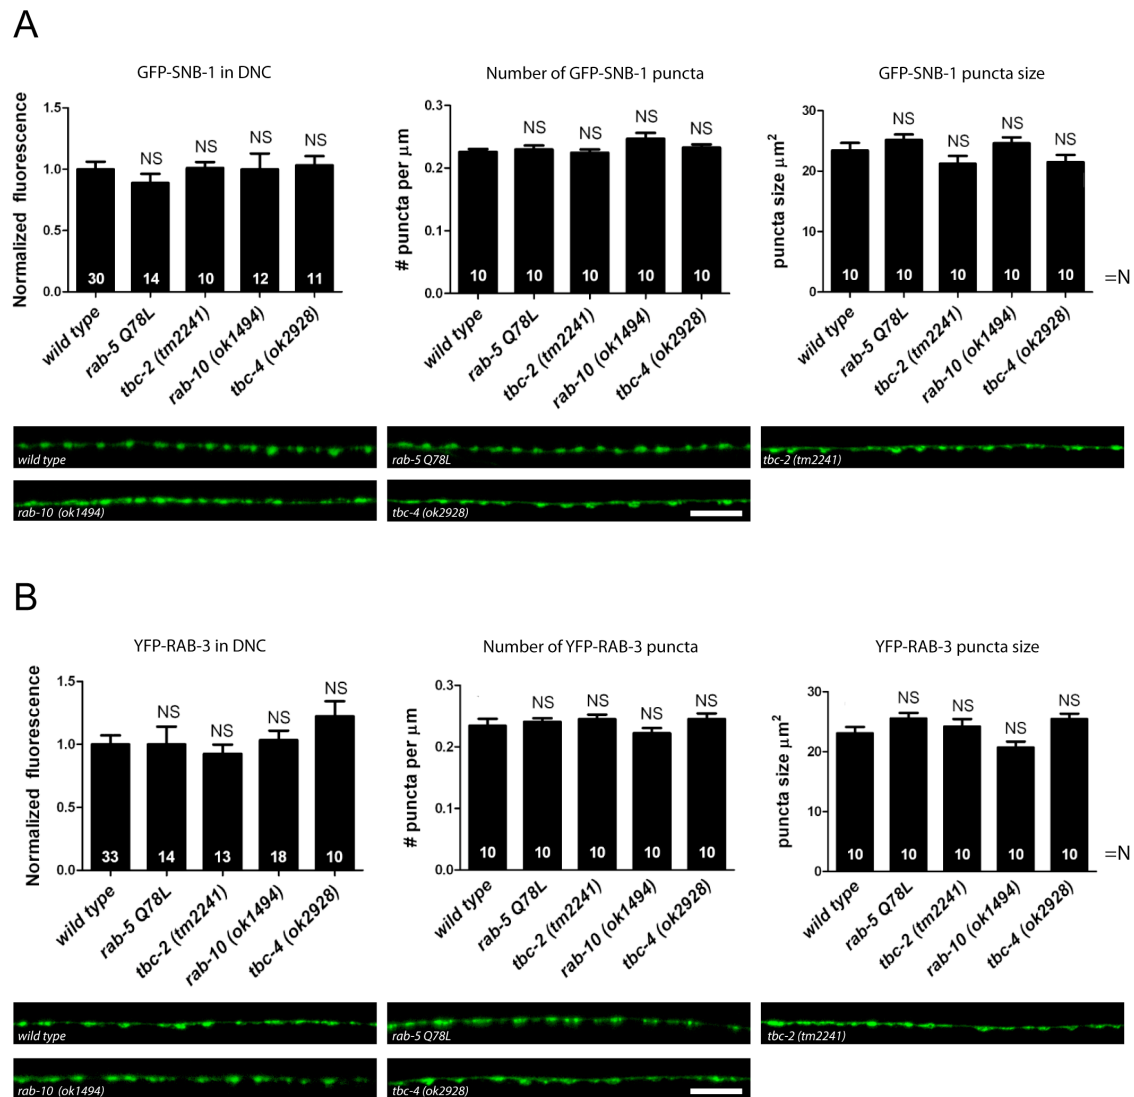 A
GFP-SNB-1 in DNC
Normalized fluorescence
1.5
1.0
0.5
0.0
NS
NS
NS
NS
30
14
10
12
11
wild type
rab-5 Q78L
tbc-2 (tm2241)
rab-10 (ok1494)
tbc-4 (ok2928)
Number of GFP-SNB-1 puncta
# puncta per μm
0.3
0.2
0.1
0.0
NS
NS
NS
NS
10
10
10
10
10
wild type
rab-5 Q78L
tbc-2 (tm2241)
rab-10 (ok1494)
tbc-4 (ok2928)
GFP-SNB-1 puncta size
puncta size μm²
30
20
10
0
NS
NS
NS
NS
10
10
10
10
10
=N
wild type
rab-5 Q78L
tbc-2 (tm2241)
rab-10 (ok1494)
tbc-4 (ok2928)
wild type
rab-5 Q78L
tbc-2 (tm2241)
rab-10 (ok1494)
tbc-4 (ok2928)
B
YFP-RAB-3 in DNC
Normalized fluorescence
1.5
1.0
0.5
0.0
NS
NS
NS
NS
33
14
13
18
10
wild type
rab-5 Q78L
tbc-2 (tm2241)
rab-10 (ok1494)
tbc-4 (ok2928)
Number of YFP-RAB-3 puncta
# puncta per μm
0.3
0.2
0.1
0.0
NS
NS
NS
NS
10
10
10
10
10
wild type
rab-5 Q78L
tbc-2 (tm2241)
rab-10 (ok1494)
tbc-4 (ok2928)
YFP-RAB-3 puncta size
puncta size μm²
30
20
10
0
NS
NS
NS
NS
10
10
10
10
10
=N
wild type
rab-5 Q78L
tbc-2 (tm2241)
rab-10 (ok1494)
tbc-4 (ok2928)
wild type
rab-5 Q78L
tbc-2 (tm2241)
rab-10 (ok1494)
tbc-4 (ok2928)